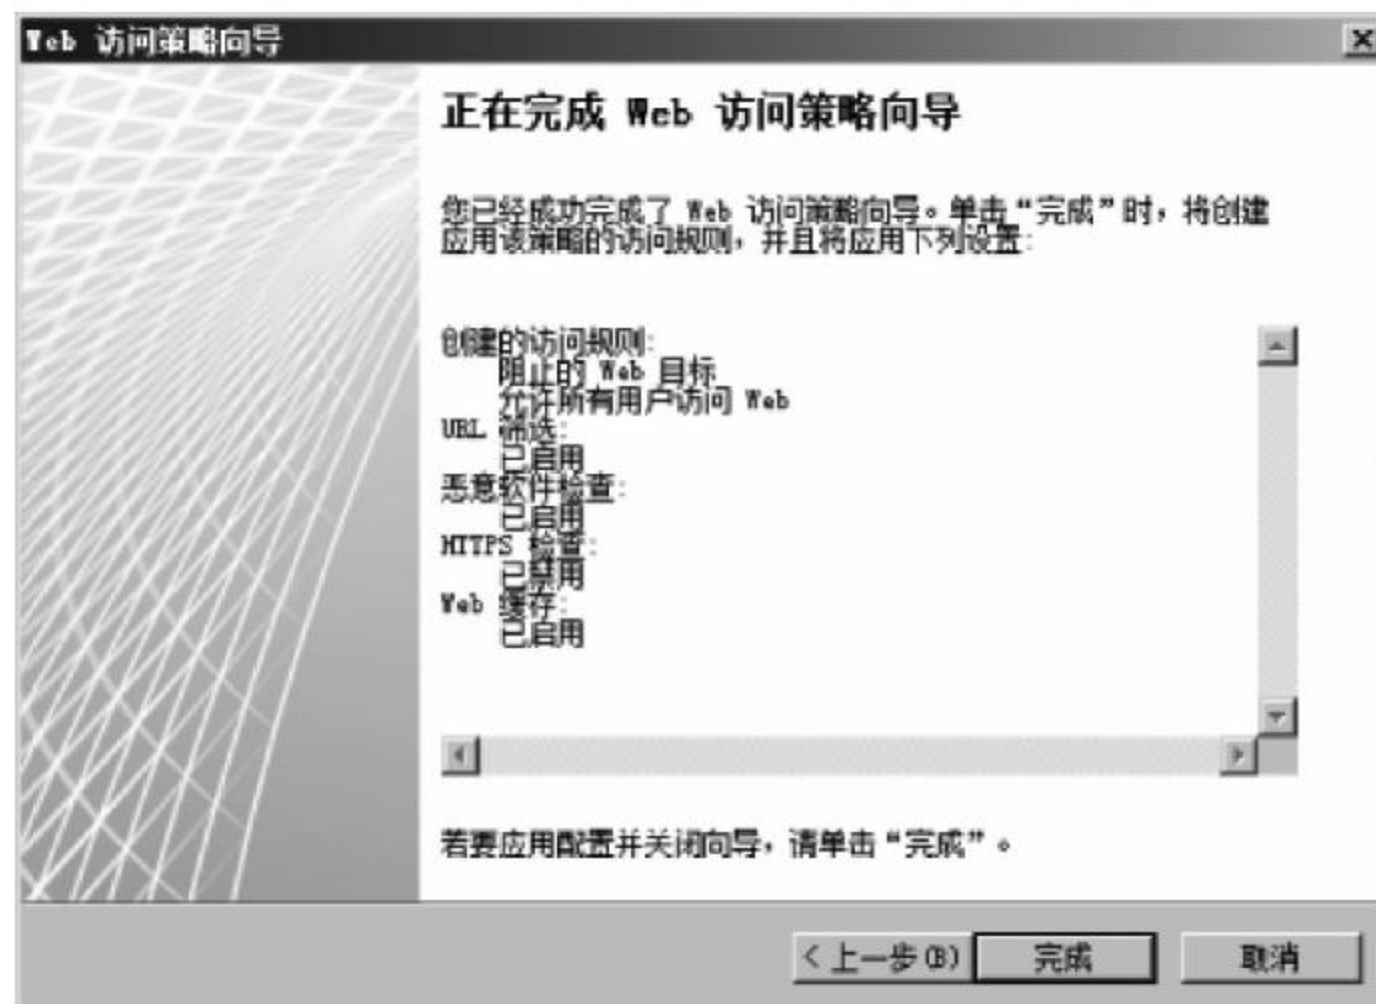 Web 访问策略向导
正在完成 Web 访问策略向导
您已经成功完成了 Web 访问策略向导。单击“完成”时，将创建
应用该策略的访问规则，并且将应用下列设置：
创建的访问规则：
阻止的 Web 目标
允许所有用户访问 Web
URL 筛选：
已启用
恶意软件检查：
已启用
HTTPS 检查：
已禁用
Web 缓存：
已启用
若要应用配置并关闭向导，请单击“完成”。
< 上一步(B)
完成
取消